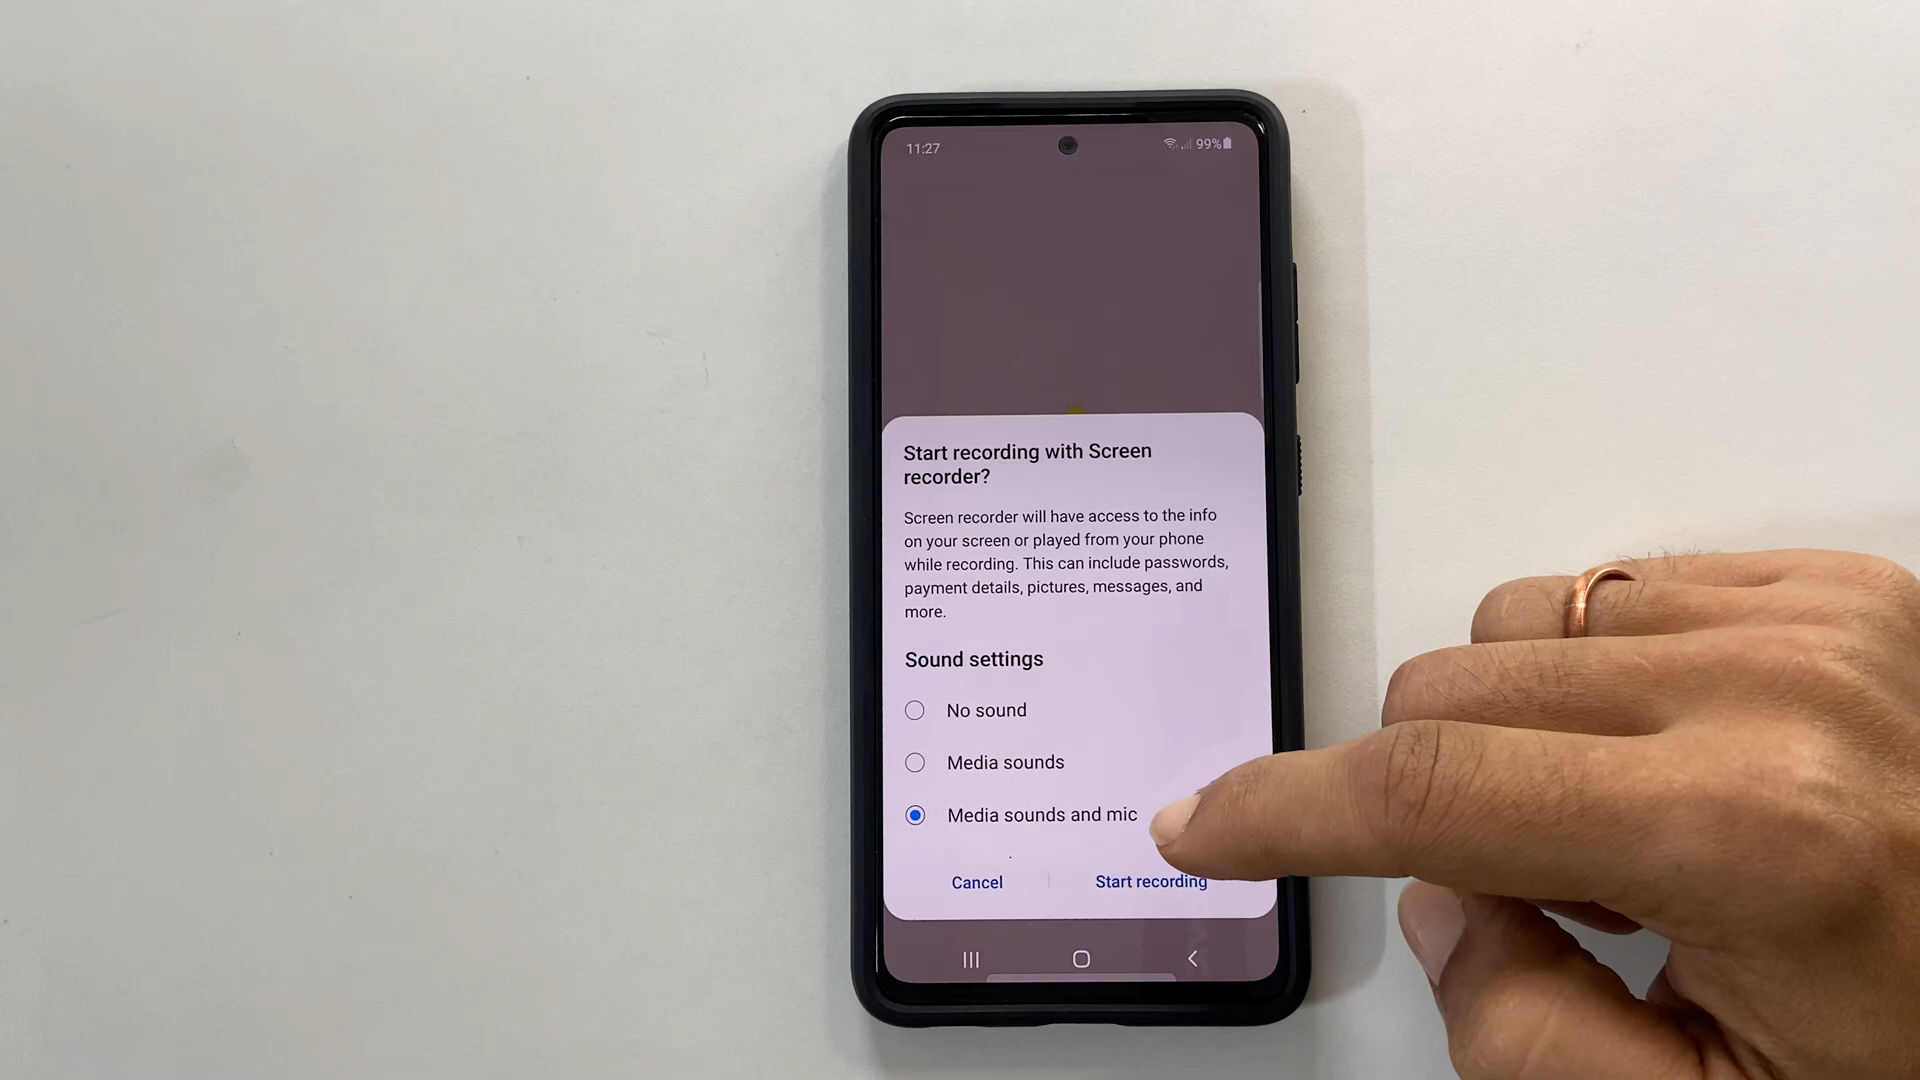 11:27
99%
Start recording with Screen
recorder?
Screen recorder will have access to the info
on your screen or played from your phone
while recording. This can include passwords,
payment details, pictures, messages, and
more.
Sound settings
No sound
Media sounds
Media sounds and mic
Cancel
Start recording